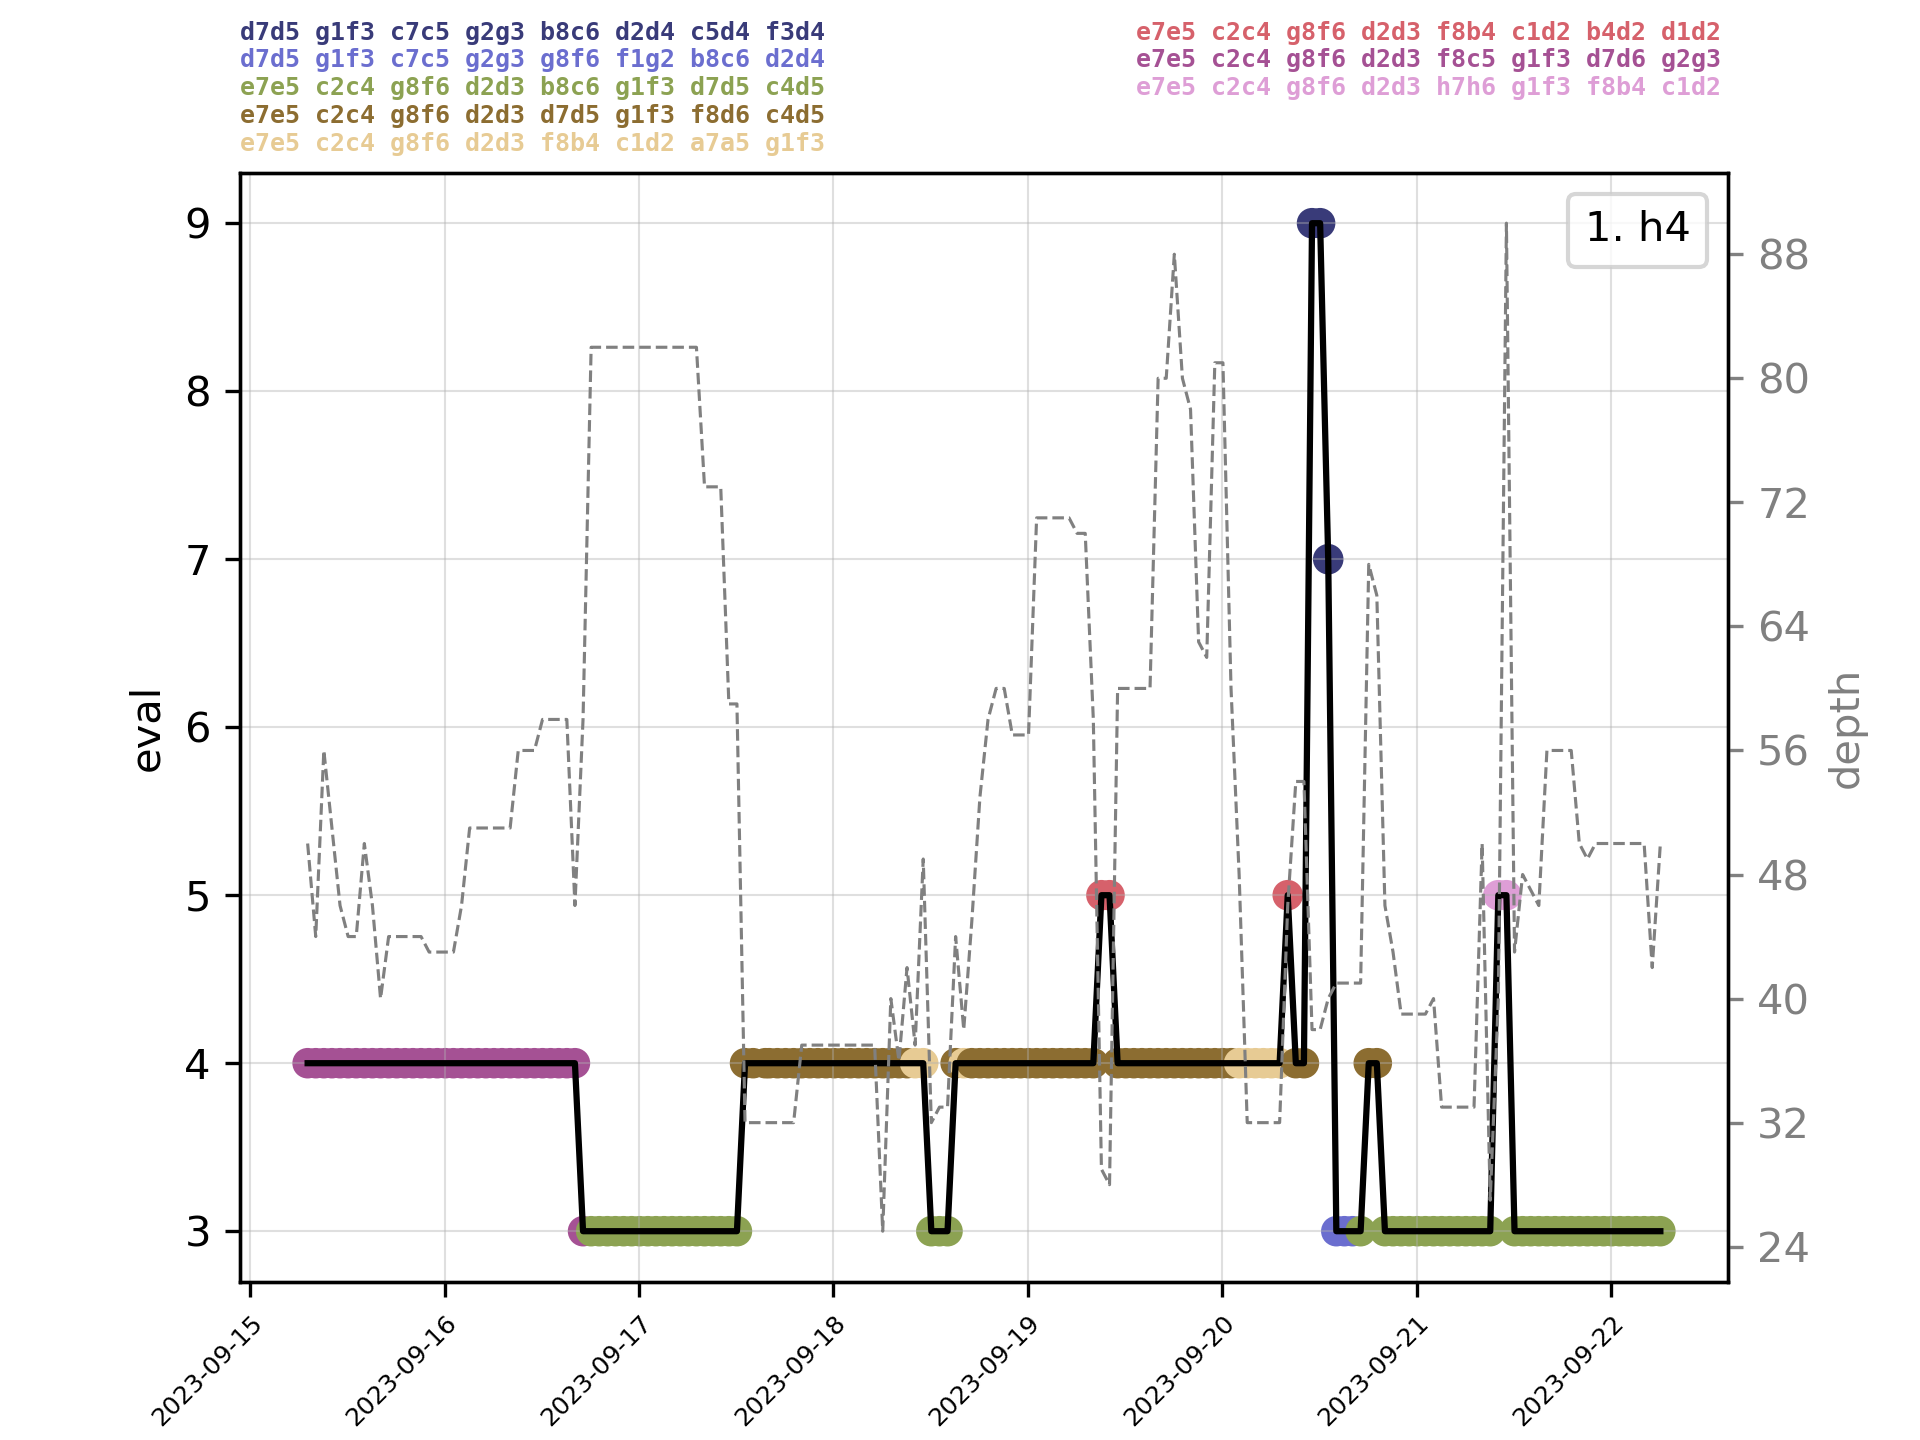 d7d5 g1f3 c7c5 g2g3 b8c6 d2d4 c5d4 f3d4
d7d5 g1f3 c7c5 g2g3 g8f6 f1g2 b8c6 d2d4
e7e5 c2c4 g8f6 d2d3 b8c6 g1f3 d7d5 c4d5
e7e5 c2c4 g8f6 d2d3 d7d5 g1f3 f8d6 c4d5
e7e5 c2c4 g8f6 d2d3 f8b4 c1d2 a7a5 g1f3
e7e5 c2c4 g8f6 d2d3 f8b4 c1d2 b4d2 d1d2
e7e5 c2c4 g8f6 d2d3 f8c5 g1f3 d7d6 g2g3
e7e5 c2c4 g8f6 d2d3 h7h6 g1f3 f8b4 c1d2
1. h4
eval
9
8
7
6
5
4
3
depth
88
80
72
64
56
48
40
32
24
2023-09-15
2023-09-16
2023-09-17
2023-09-18
2023-09-19
2023-09-20
2023-09-21
2023-09-22